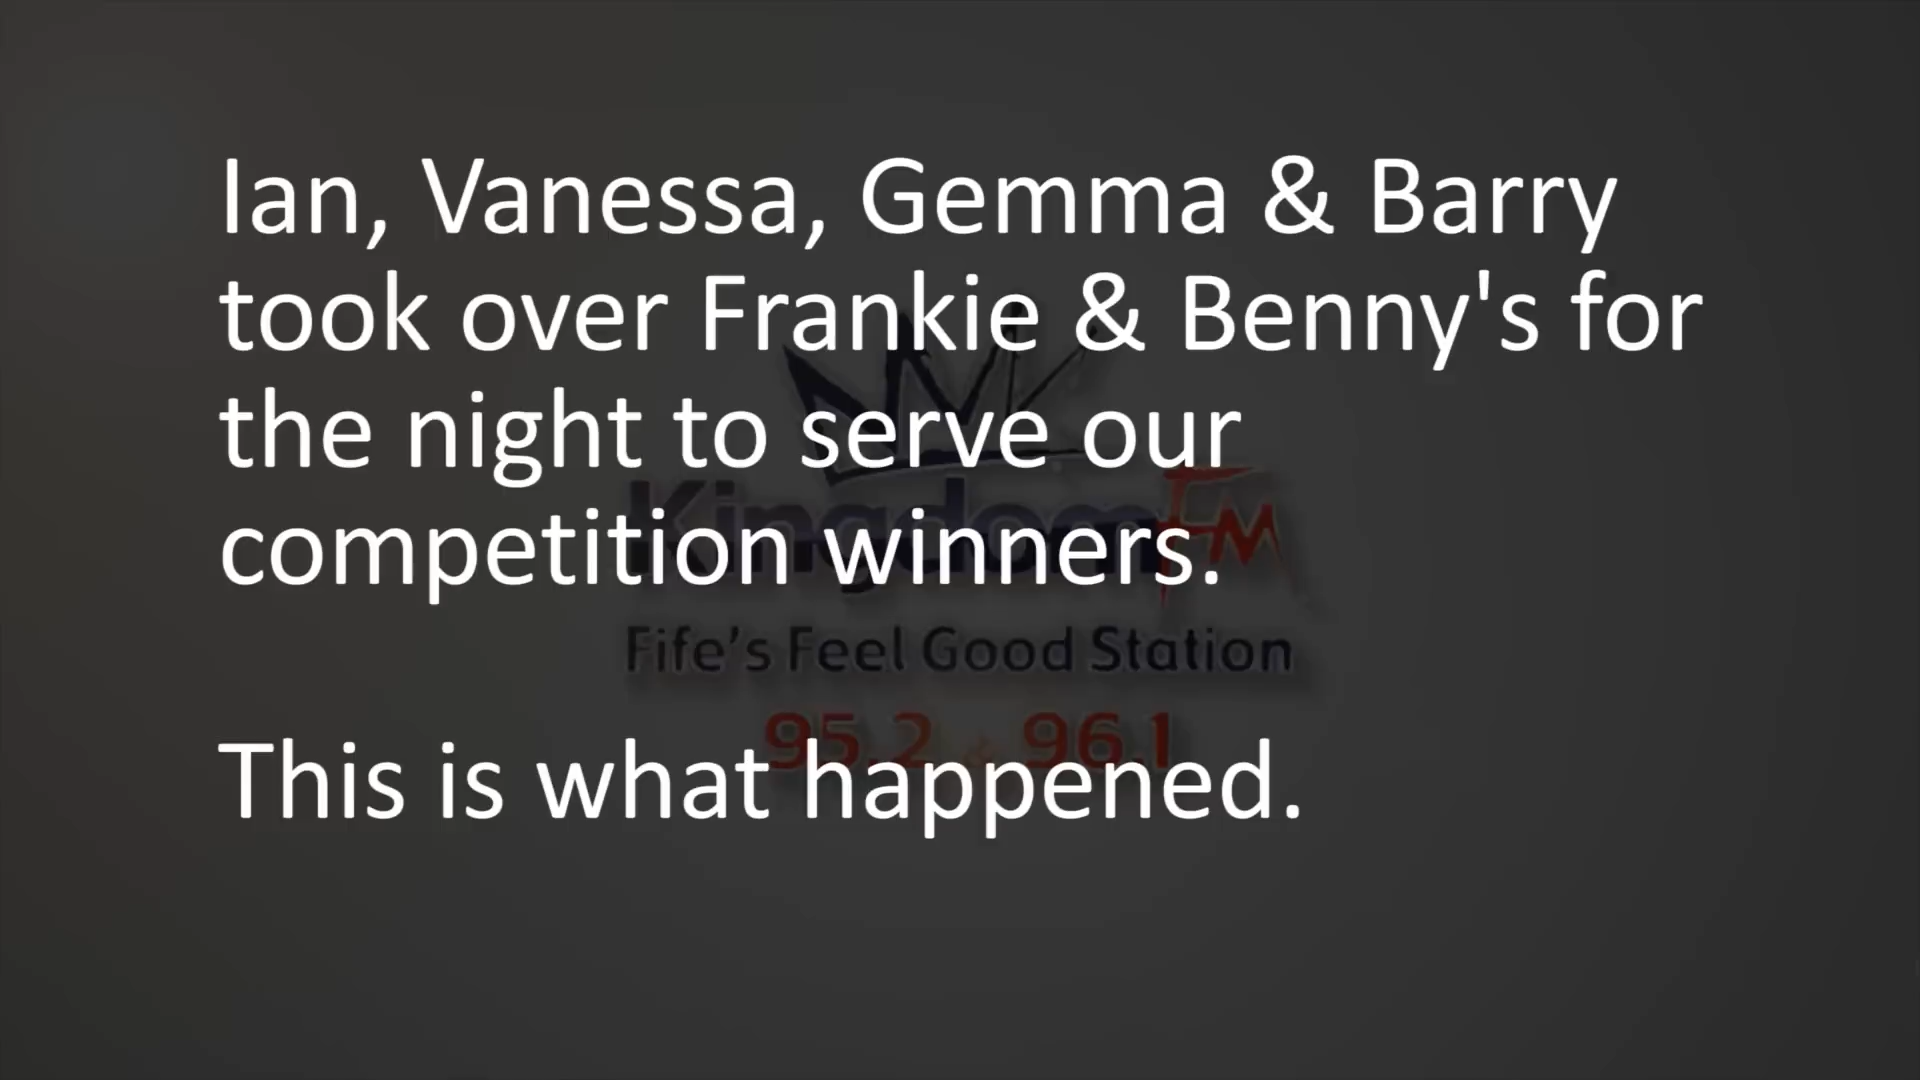 Ian, Vanessa, Gemma & Barry
took over Frankie & Benny's for
the night to serve our
competition winners.
Kingdom FM
Fife's Feel Good Station
95.2 & 96.1
This is what happened.